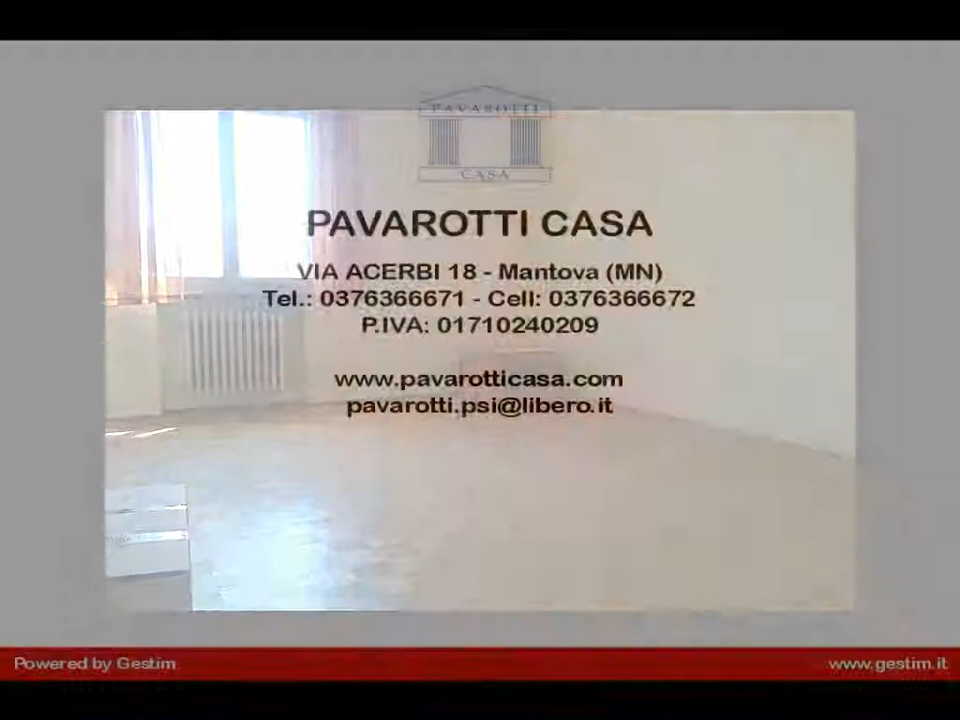 PAVAROTTI
CASA
PAVAROTTI CASA
VIA ACERBI 18 - Mantova (MN)
Tel.: 0376366671 - Cell: 0376366672
P.IVA: 01710240209
www.pavarotticasa.com
pavarotti.psi@libero.it
Powered by Gestim
www.gestim.it